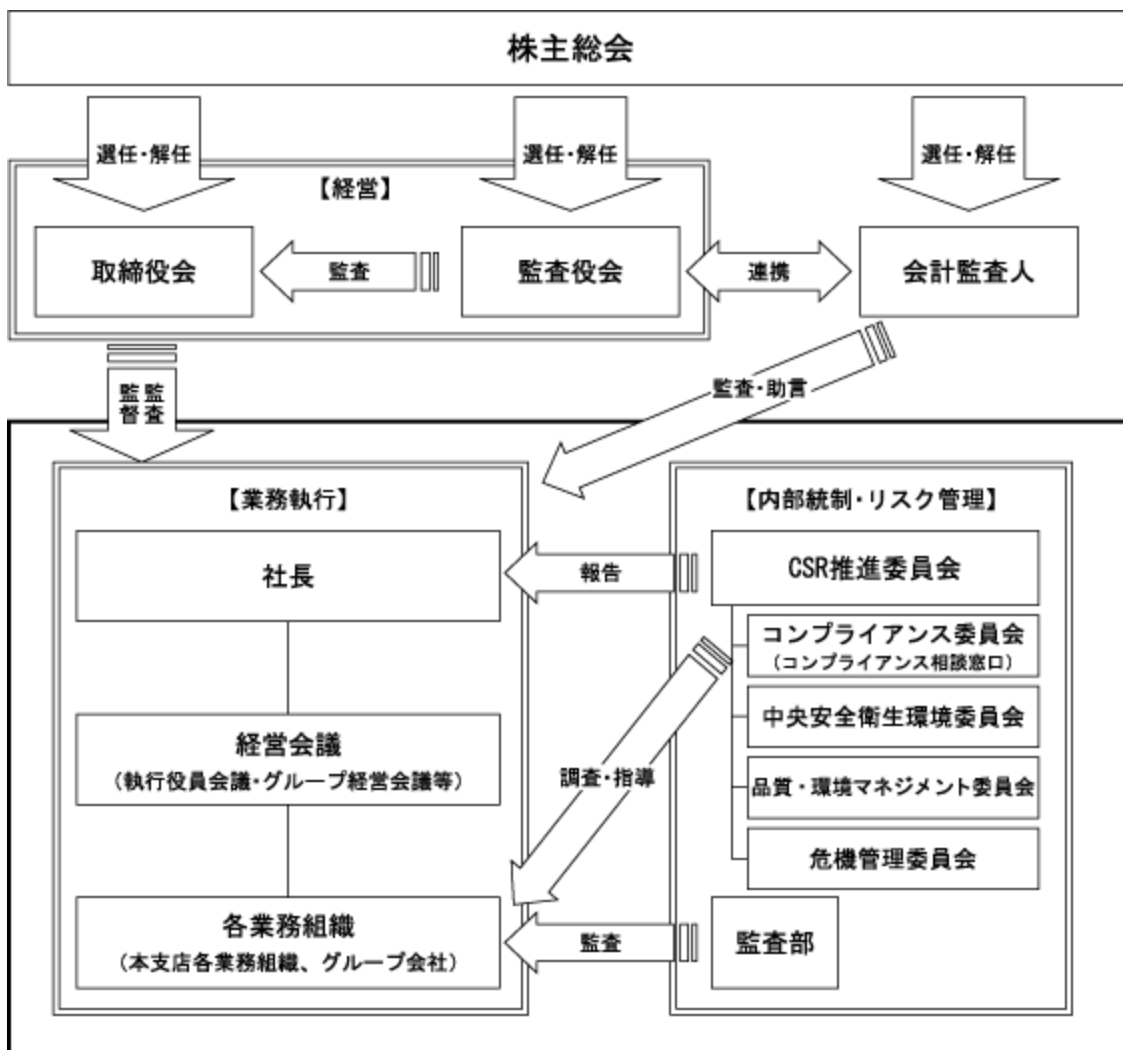 株主総会
選任・解任
選任・解任
選任・解任
【経営】
取締役会
監査
監査役会
連携
会計監査人
監督
監査
監査・助言
【業務執行】
社長
経営会議
（執行役員会議・グループ経営会議等）
各業務組織
（本支店各業務組織、グループ会社）
報告
調査・指導
監査
【内部統制・リスク管理】
CSR推進委員会
コンプライアンス委員会
（コンプライアンス相談窓口）
中央安全衛生環境委員会
品質・環境マネジメント委員会
危機管理委員会
監査部